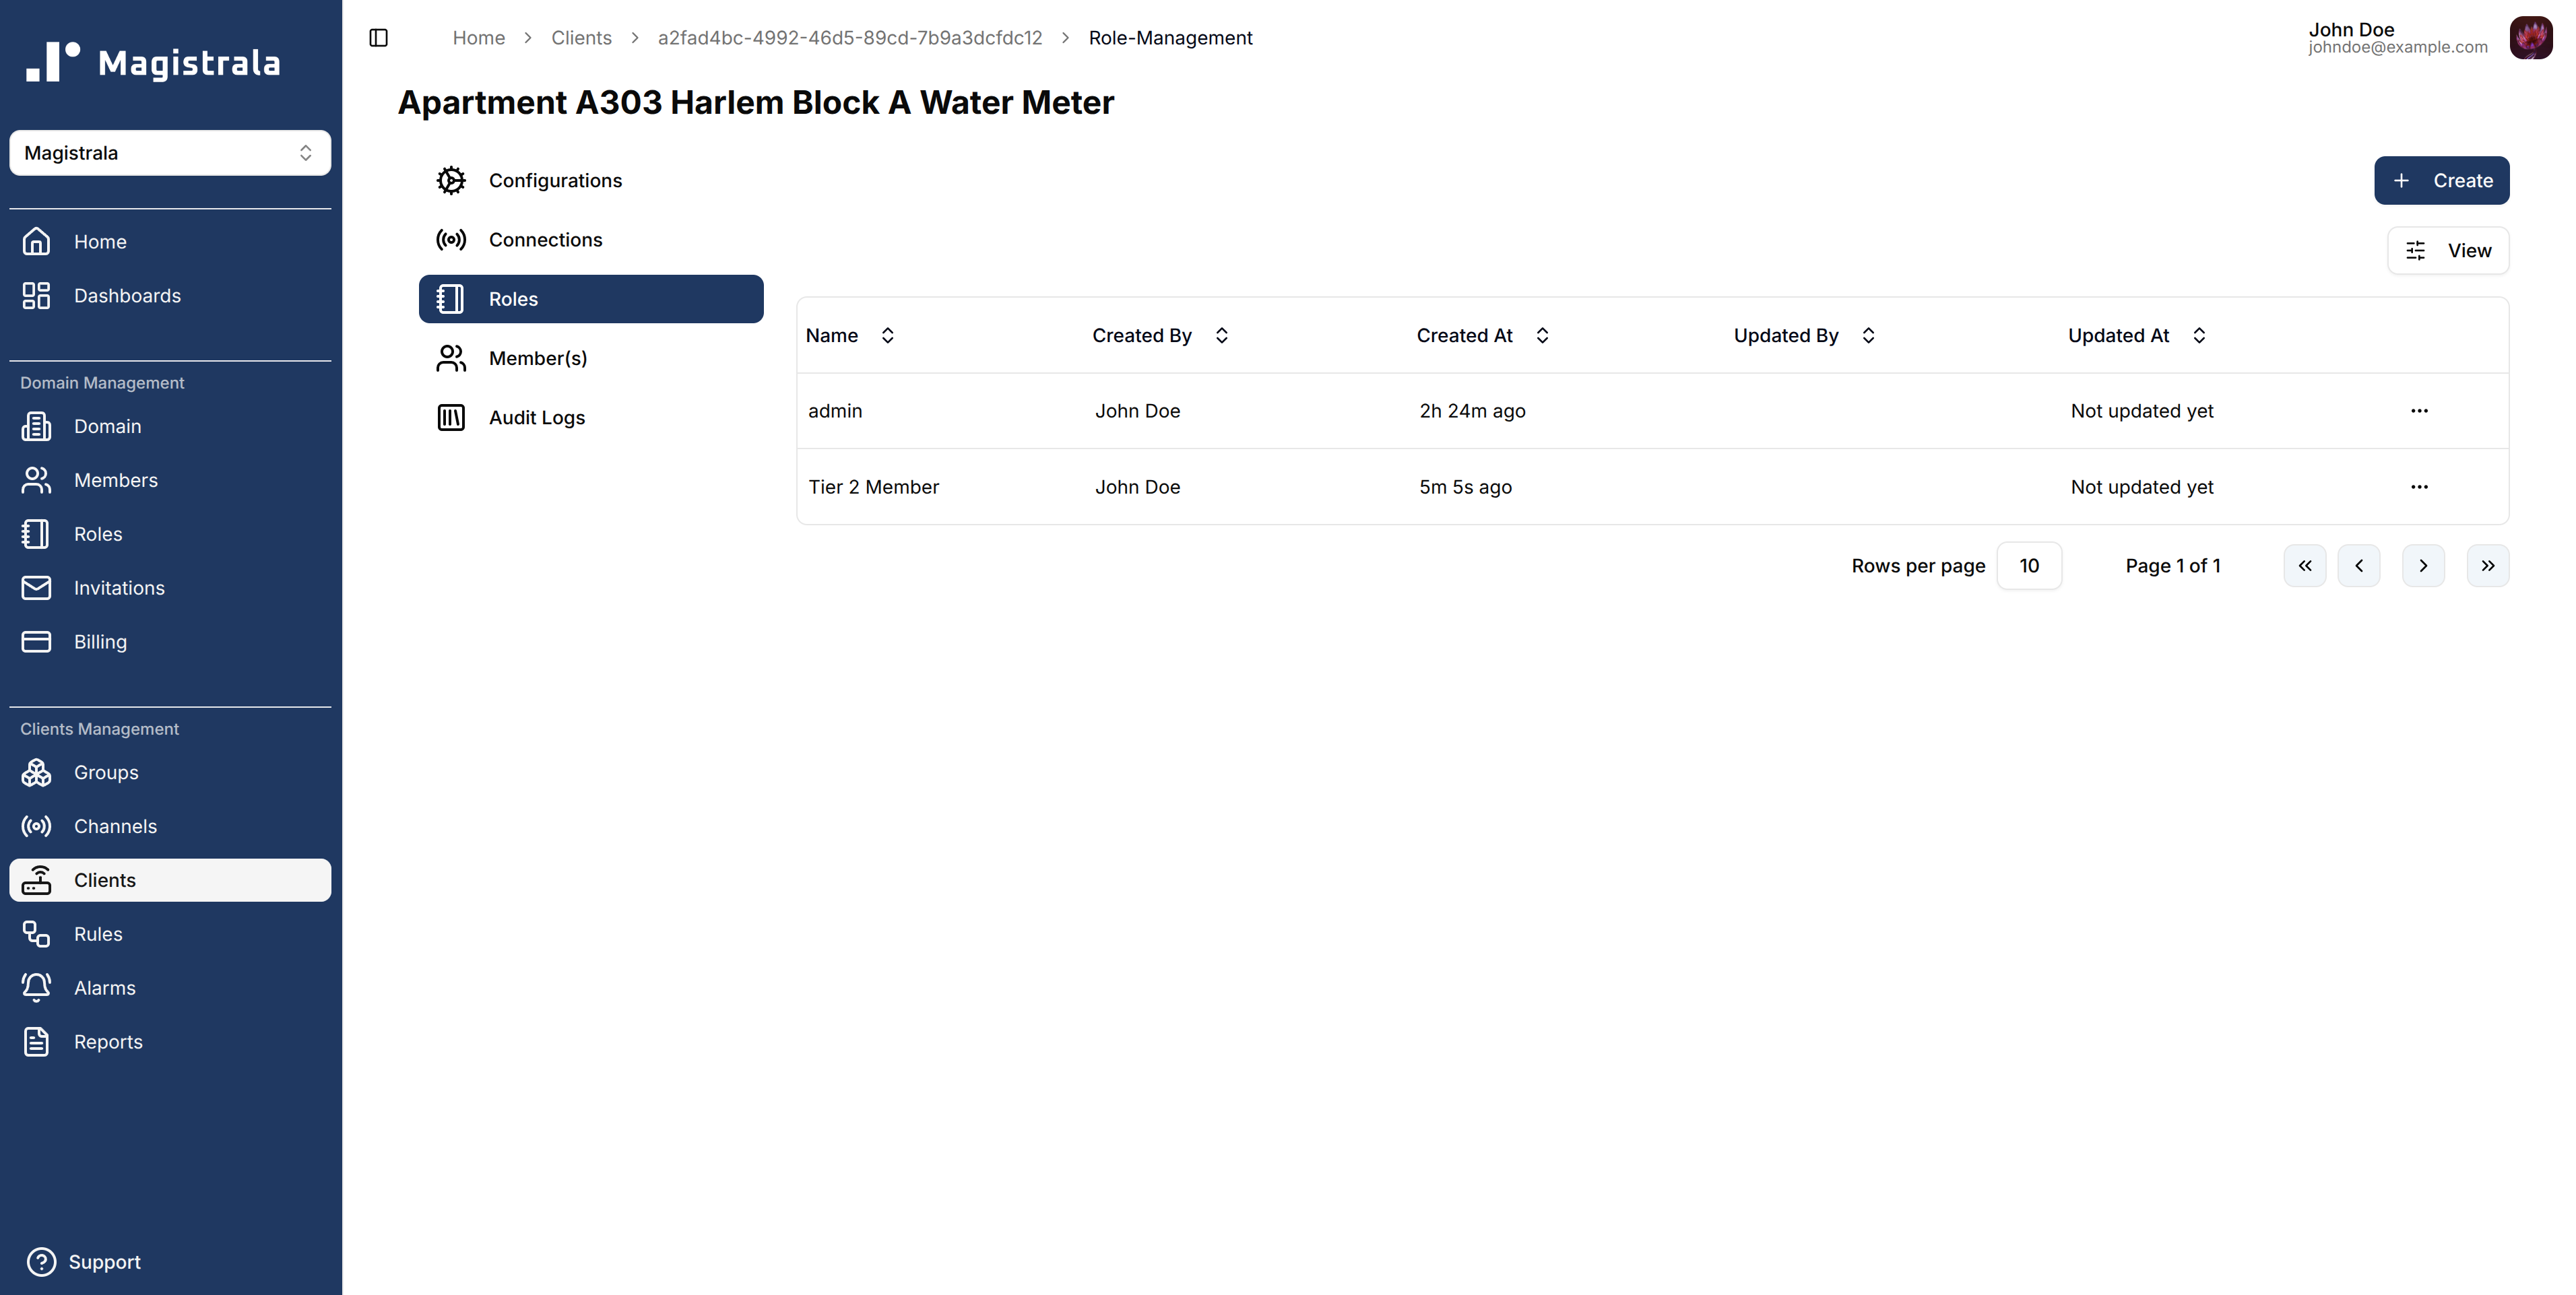 Magistrala
Magistrala
Home
Dashboards
Domain Management
Domain
Members
Roles
Invitations
Billing
Clients Management
Groups
Channels
Clients
Rules
Alarms
Reports
Support
Home > Clients > a2fad4bc-4992-46d5-89cd-7b9a3dcfdc12 > Role-Management
John Doe
johndoe@example.com
Apartment A303 Harlem Block A Water Meter
Configurations
Connections
Roles
Member(s)
Audit Logs
Create
View
Name Created By Created At Updated By Updated At
admin John Doe 2h 24m ago Not updated yet
Tier 2 Member John Doe 5m 5s ago Not updated yet
Rows per page 10 Page 1 of 1